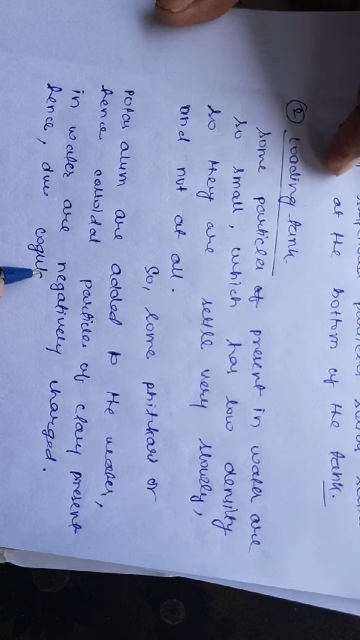 at the bottom of the tank.
② Loading tank
some particles of present in water are
so small, which has low density
so they are settle very slowly,
and not at all.
So, some phitkari or
potas alum are added to the water,
hence colloidal particle of clay present
in water are negatively charged.
hence, due cogul